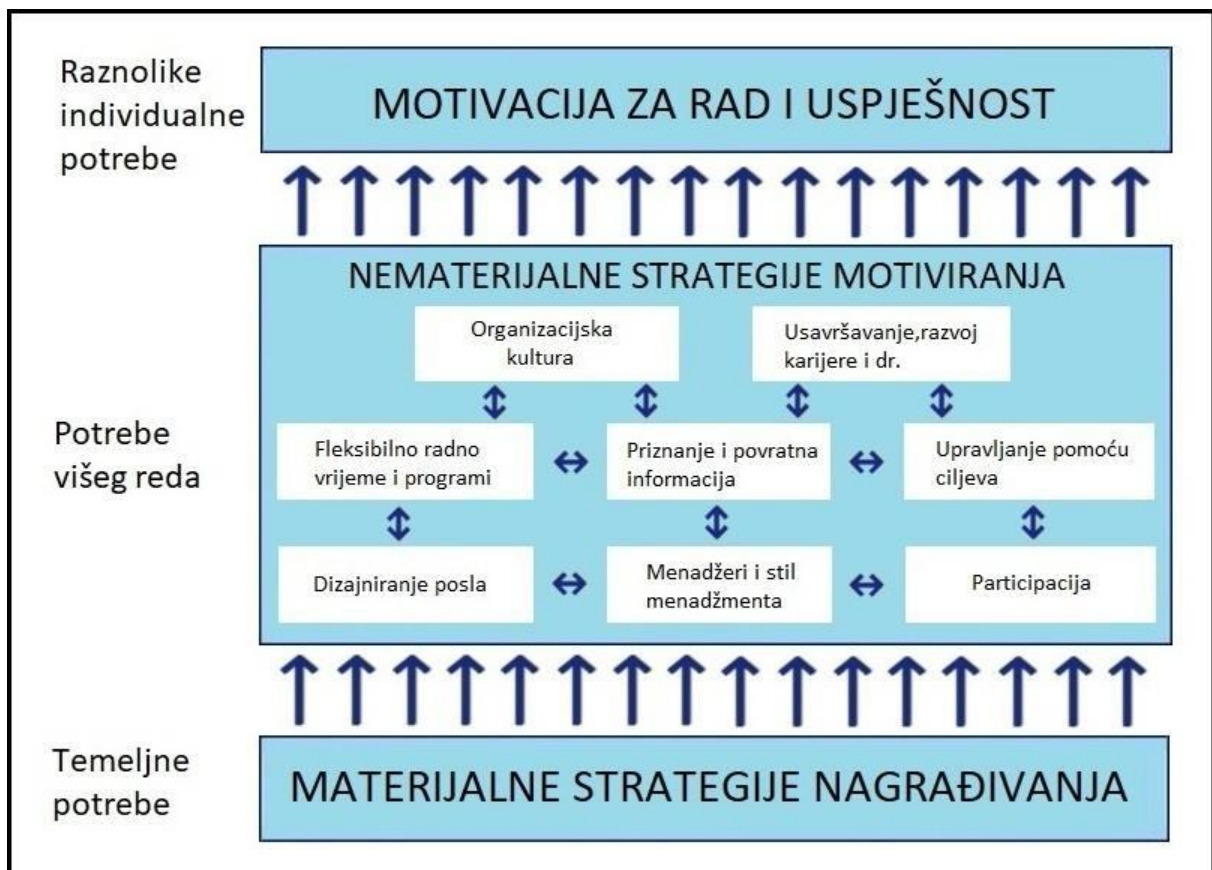 Raznolike
individualne
potrebe
MOTIVACIJA ZA RAD I USPJEŠNOST
NEMATERIJALNE STRATEGIJE MOTIVIRANJA
Organizacijska
kultura
Usavršavanje,razvoj
karijere i dr.
Potrebe
višeg reda
Fleksibilno radno
vrijeme i programi
Priznanje i povratna
informacija
Upravljanje pomoću
ciljeva
Dizajniranje posla
Menadžeri i stil
menadžmenta
Participacija
Temeljne
potrebe
MATERIJALNE STRATEGIJE NAGRAĐIVANJA